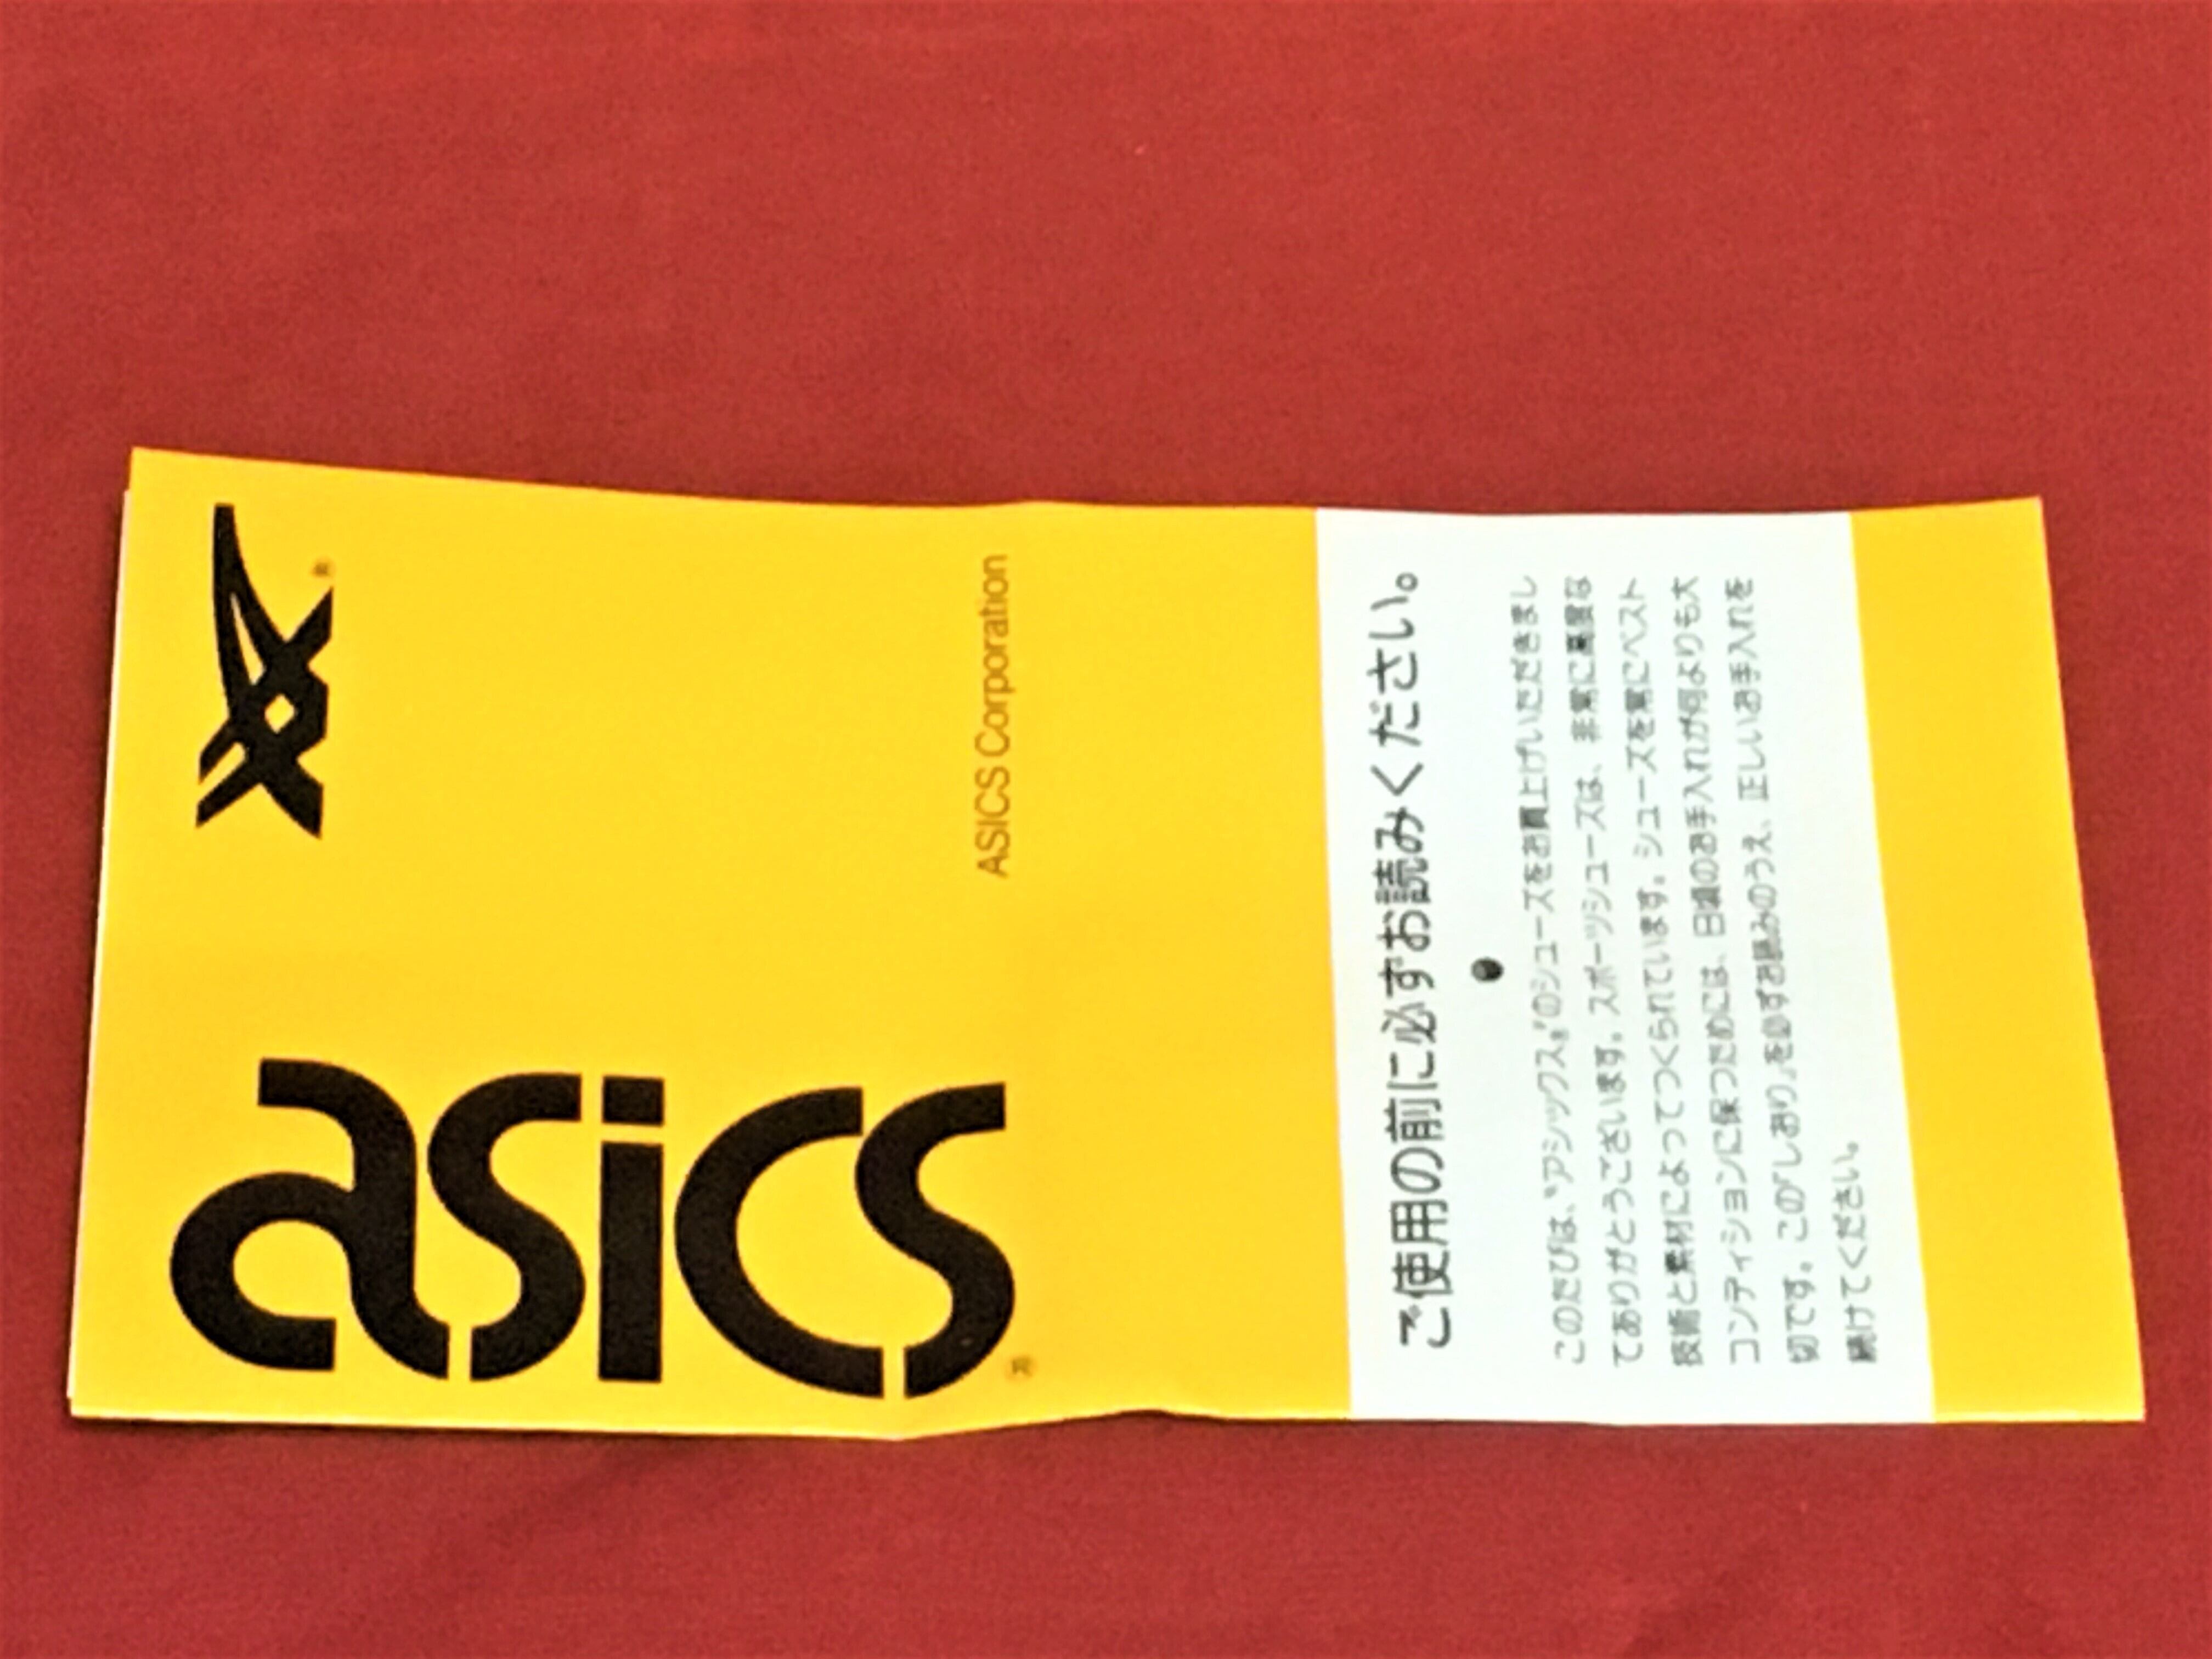 asics
ASICS Corporation
ご使用の前に必ずお読みください。
このたびは、“アシックス”のシューズをお買上げいただきまし
てありがとうございます。スポーツシューズは、非常に高度な
技術と素材によってつくられています。シューズを常にベスト
コンディションに保つためには、日頃のお手入れが何よりも大
切です。この「しおり」を必ずお読みのうえ、正しいお手入れを
続けてください。